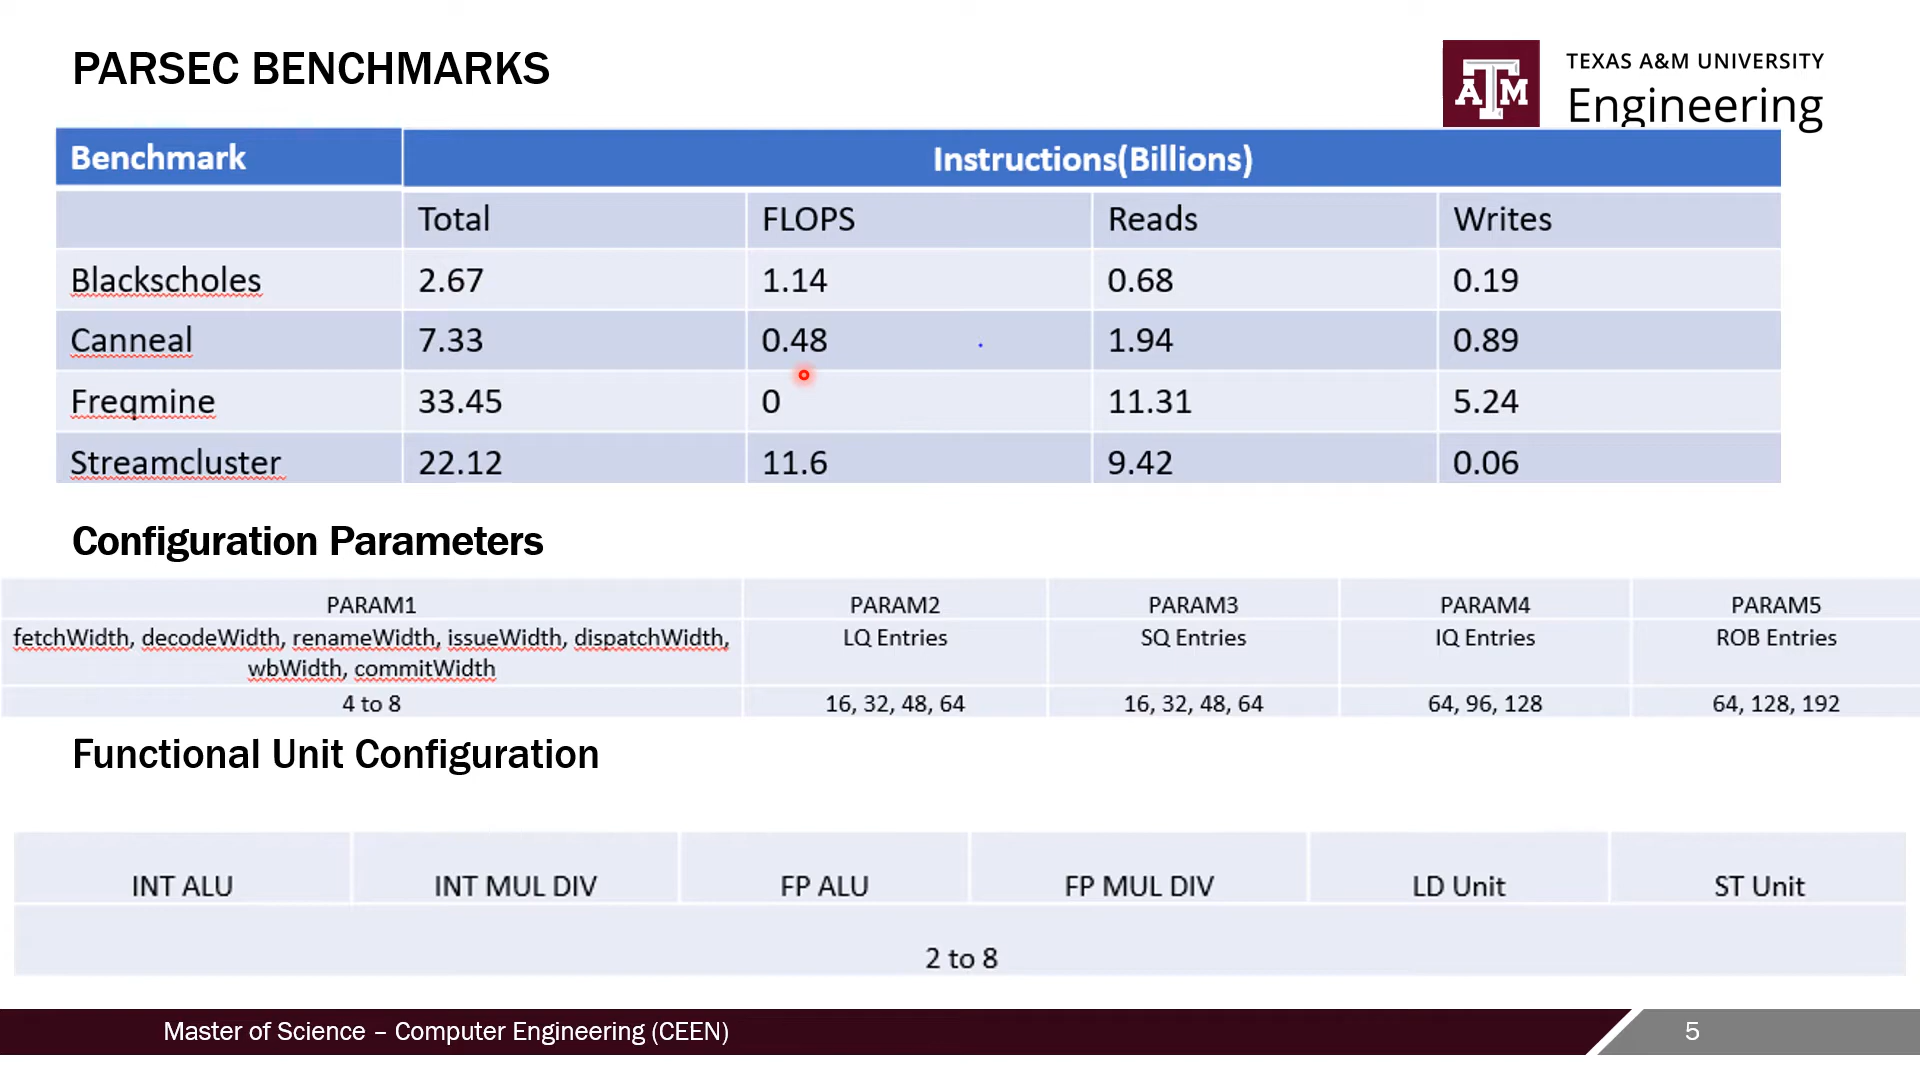 PARSEC BENCHMARKS
TEXAS A&M UNIVERSITY
Engineering
ATM
Benchmark Instructions(Billions)
Total FLOPS Reads Writes
Blackscholes 2.67 1.14 0.68 0.19
Canneal 7.33 0.48 1.94 0.89
Freqmine 33.45 0 11.31 5.24
Streamcluster 22.12 11.6 9.42 0.06
Configuration Parameters
PARAM1 PARAM2 PARAM3 PARAM4 PARAM5
fetchWidth, decodeWidth, renameWidth, issueWidth, dispatchWidth, LQ Entries SQ Entries IQ Entries ROB Entries
wbWidth, commitWidth
4 to 8 16, 32, 48, 64 16, 32, 48, 64 64, 96, 128 64, 128, 192
Functional Unit Configuration
INT ALU INT MUL DIV FP ALU FP MUL DIV LD Unit ST Unit
2 to 8
Master of Science – Computer Engineering (CEEN) 5